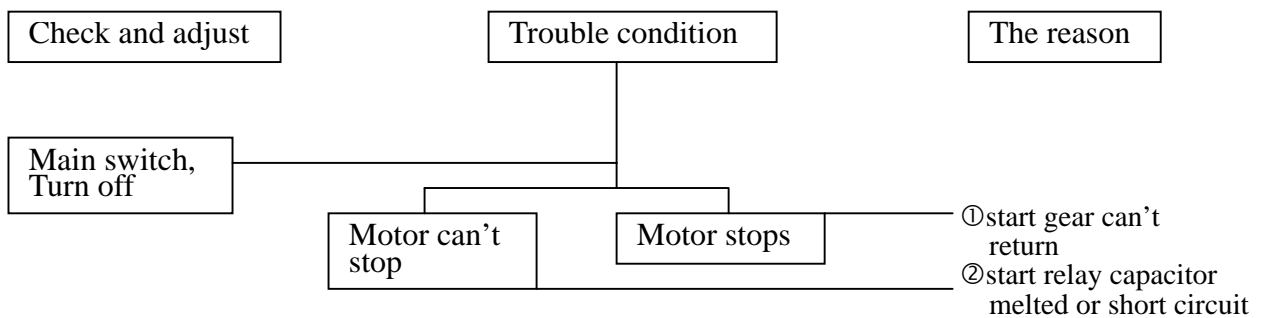 Check and adjust
Trouble condition
The reason
Main switch,
Turn off
Motor can't
stop
Motor stops
①start gear can't
return
②start relay capacitor
melted or short circuit